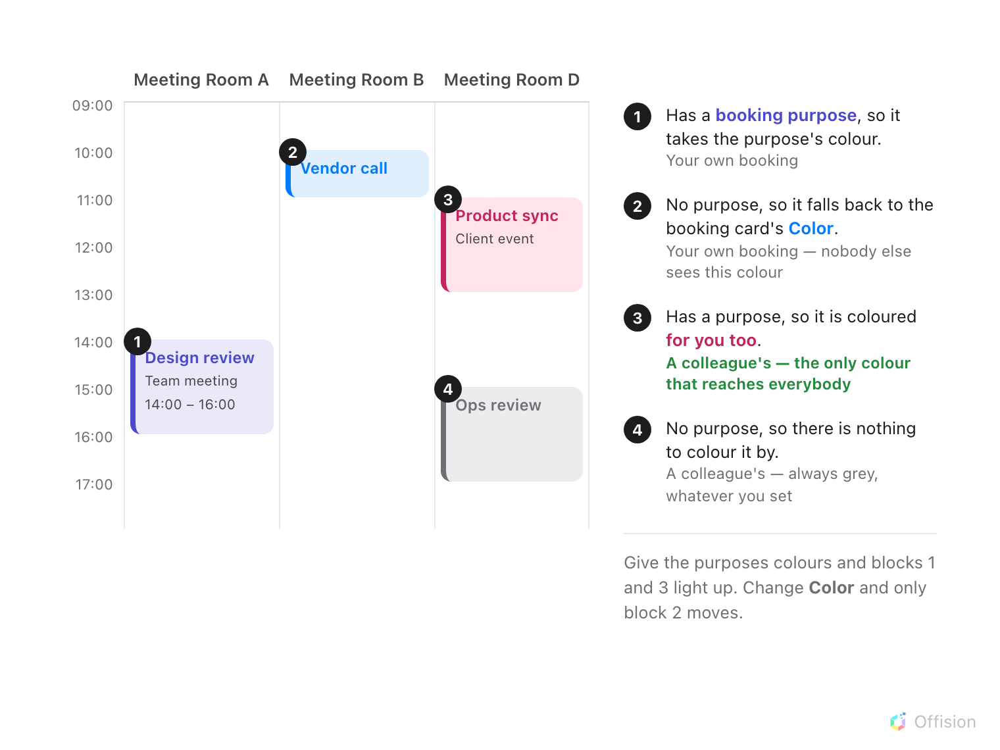 Meeting Room A
Meeting Room B
Meeting Room D
09:00
10:00
11:00
12:00
13:00
14:00
15:00
16:00
17:00
2
Vendor call
3
Product sync
Client event
1
Design review
Team meeting
14:00 – 16:00
4
Ops review
1
Has a booking purpose, so it
takes the purpose's colour.
Your own booking
2
No purpose, so it falls back to the
booking card's Color.
Your own booking — nobody else
sees this colour
3
Has a purpose, so it is coloured
for you too.
A colleague's — the only colour
that reaches everybody
4
No purpose, so there is nothing
to colour it by.
A colleague's — always grey,
whatever you set
Give the purposes colours and blocks 1
and 3 light up. Change Color and only
block 2 moves.
Offision